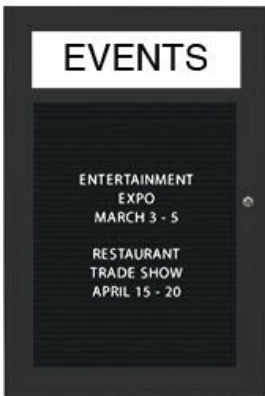 EVENTS
ENTERTAINMENT
EXPO
MARCH 3 - 5
RESTAURANT
TRADE SHOW
APRIL 15 - 20